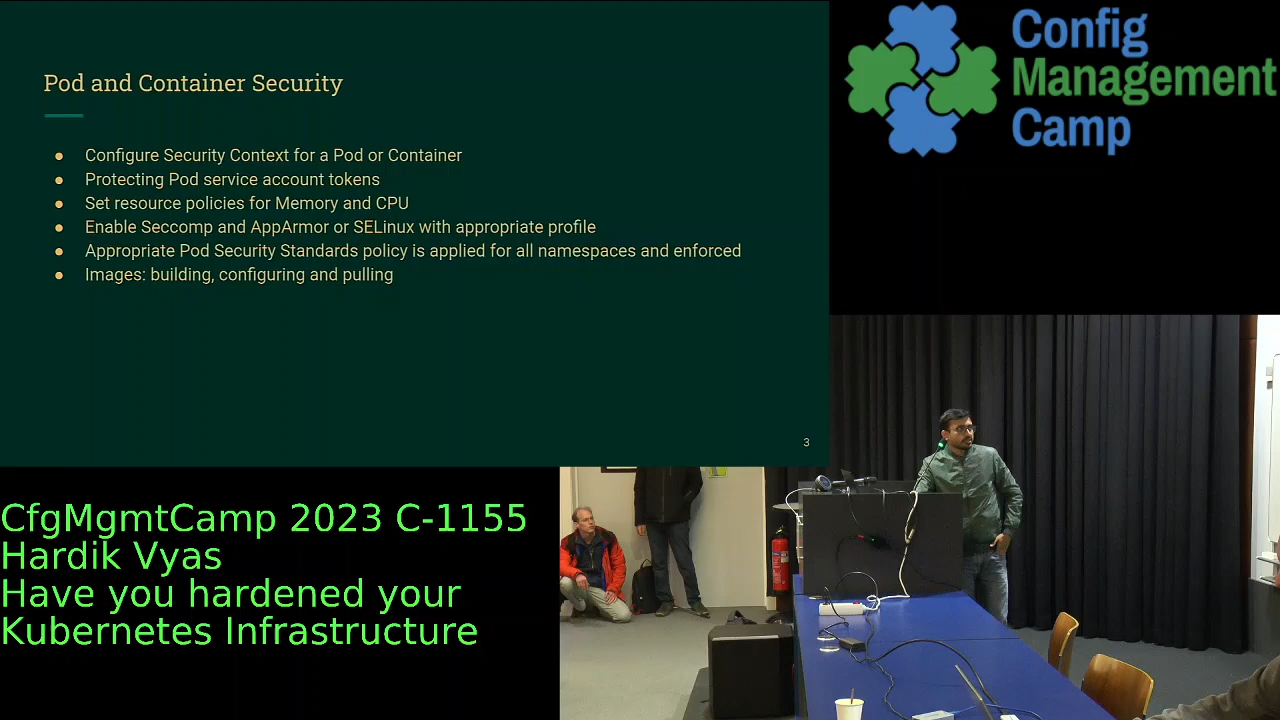 Pod and Container Security
● Configure Security Context for a Pod or Container
● Protecting Pod service account tokens
● Set resource policies for Memory and CPU
● Enable Seccomp and AppArmor or SELinux with appropriate profile
● Appropriate Pod Security Standards policy is applied for all namespaces and enforced
● Images: building, configuring and pulling
3
Config
Management
Camp
CfgMgmtCamp 2023 C-1155
Hardik Vyas
Have you hardened your
Kubernetes Infrastructure